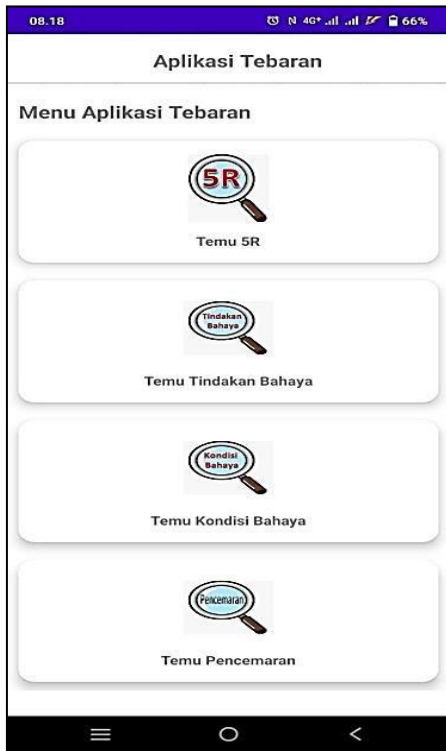 08.18
N 4G+ 66%
Aplikasi Tebaran
Menu Aplikasi Tebaran
5R
Temu 5R
Tindakan
Bahaya
Temu Tindakan Bahaya
Kondisi
Bahaya
Temu Kondisi Bahaya
Pencemaran
Temu Pencemaran